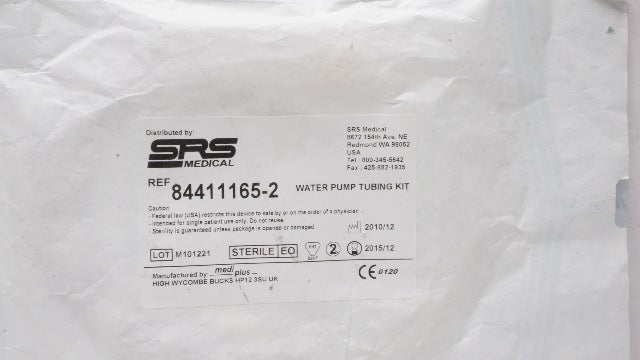 Distributed by:
SRS
MEDICAL
SRS Medical
8672 154th Ave, NE
Redmond WA 98052
USA
Tel : 800-345-5642
Fax : 425-882-1935
REF 84411165-2 WATER PUMP TUBING KIT
Caution
- Federal law (USA) restricts this device to sale by or on the order of a physician
- Intended for single patient use only. Do not reuse.
- Sterility is guaranteed unless package is opened or damaged
2010/12
LOT M101221 STERILE EO 2 2015/12
Manufactured by medi plus
HIGH WYCOMBE BUCKS HP12 3SU UK
CE 0120